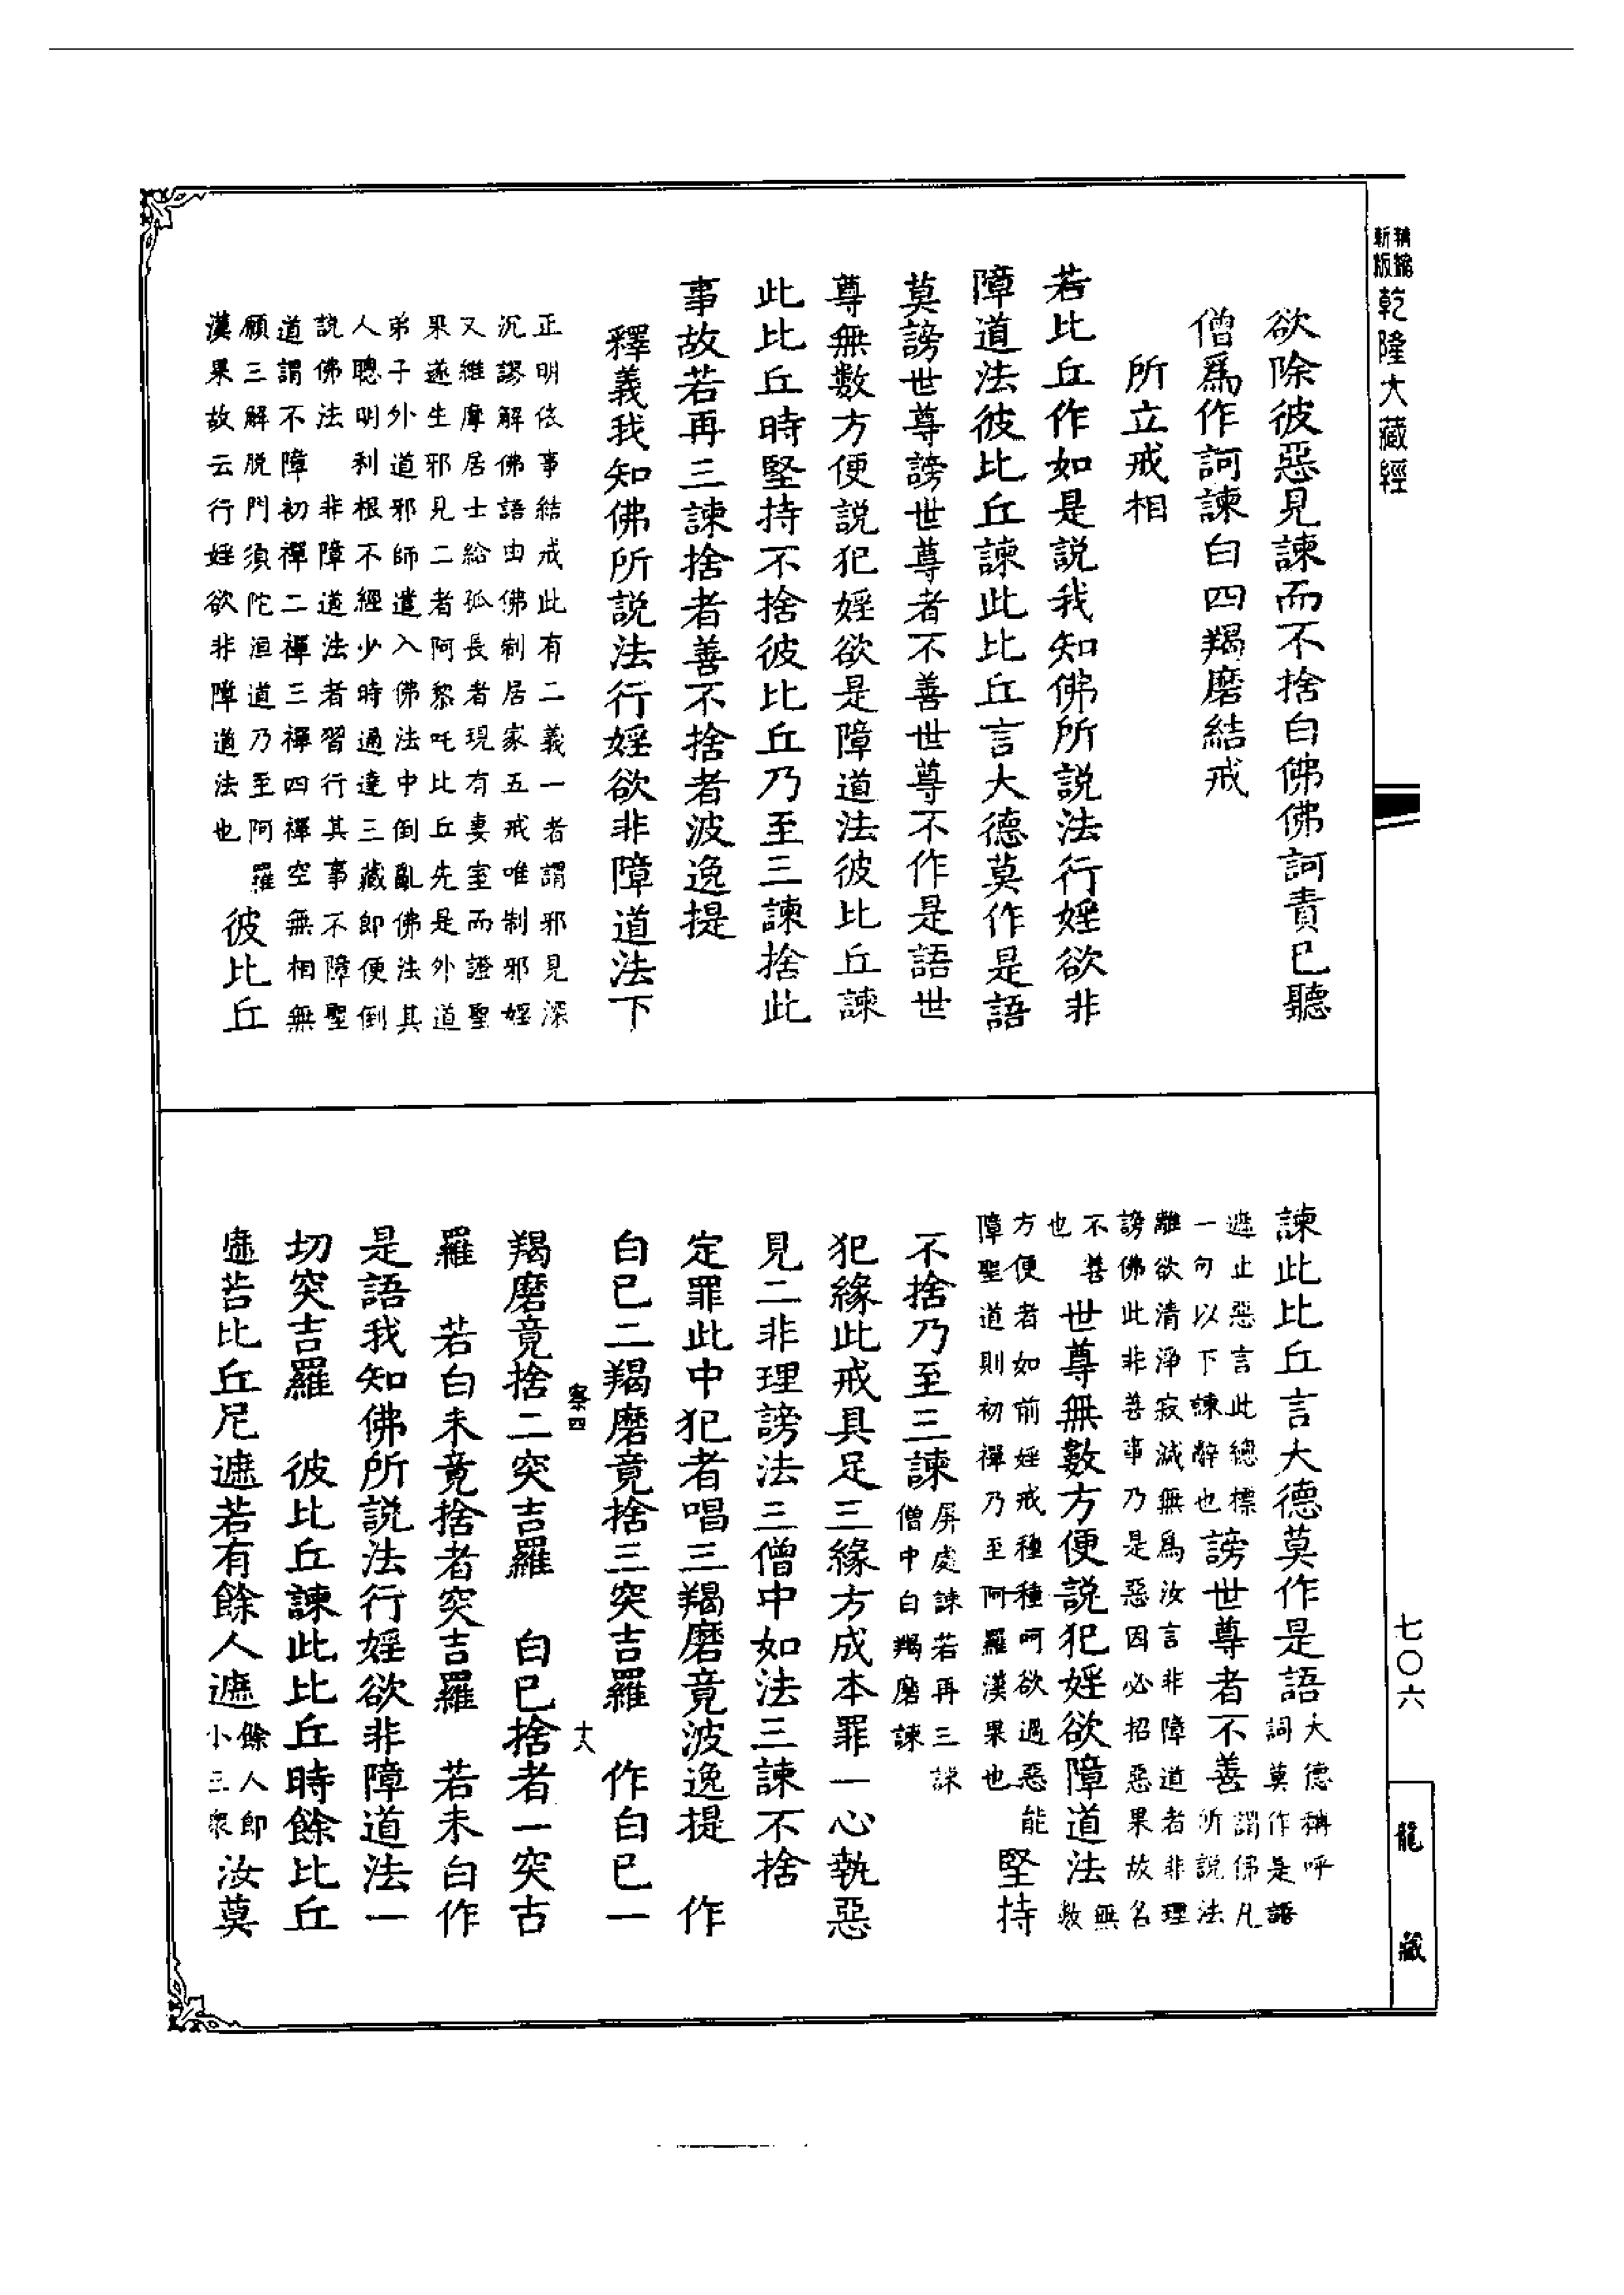 精縮
新版
乾隆大藏經
欲除彼惡見諫而不捨白佛佛訶責已聽
僧爲作訶諫白四羯磨結戒
所立戒相
若比丘作如是說我知佛所說法行婬欲非
障道法彼比丘諫此比丘言大德莫作是語
莫謗世尊謗世尊者不善世尊不作是語世
尊無數方便說犯婬欲是障道法彼比丘諫
此比丘時堅持不捨彼比丘乃至三諫捨此
事故若再三諫捨者善不捨者波逸提
釋義我知佛所說法行婬欲非障道法下
正明依事結戒此有二義一者謂邪見深
沉謬解佛語由佛制居家五戒唯制邪婬
又維摩居士給孤長者現有妻室而證聖
果遂生邪見二者阿黎吒比丘先是外道
弟子外道邪師遣入佛法中倒亂佛法其
人聰明利根不經少時通達三藏即便倒
說佛法 非障道法者習行其事不障聖
道謂不障初禪二禪三禪四禪空無相無
願三解脫門須陀洹道乃至阿羅
漢果故云行婬欲非障道法也
彼比丘
諫此比丘言大德莫作是語
大德稱呼
詞莫作是語
遮止惡言此總標
一句以下諫辭也
謗世尊者不善
謂佛凡
所說法
離欲清淨寂滅無爲汝言非障道者非理
謗佛此非善事乃是惡因必招惡果故名
不善
也
世尊無數方便說犯婬欲障道法
無
數
方便者如前婬戒種種呵欲過惡能
障聖道則初禪乃至阿羅漢果也
堅持
不捨乃至三諫
屏處諫若再三諫
僧中白羯磨諫
犯緣此戒具足三緣方成本罪一心執惡
見二非理謗法三僧中如法三諫不捨
定罪此中犯者唱三羯磨竟波逸提 作
白已二羯磨竟捨三突吉羅 作白已一
羯磨竟捨二突吉羅 白已捨者一突吉
羅 若白未竟捨者突吉羅 若未白作
是語我知佛所說法行婬欲非障道法一
切突吉羅 彼比丘諫此比丘時餘比丘
遮若比丘尼遮若有餘人遮
餘人即
小三衆
汝莫
七〇六
龍藏